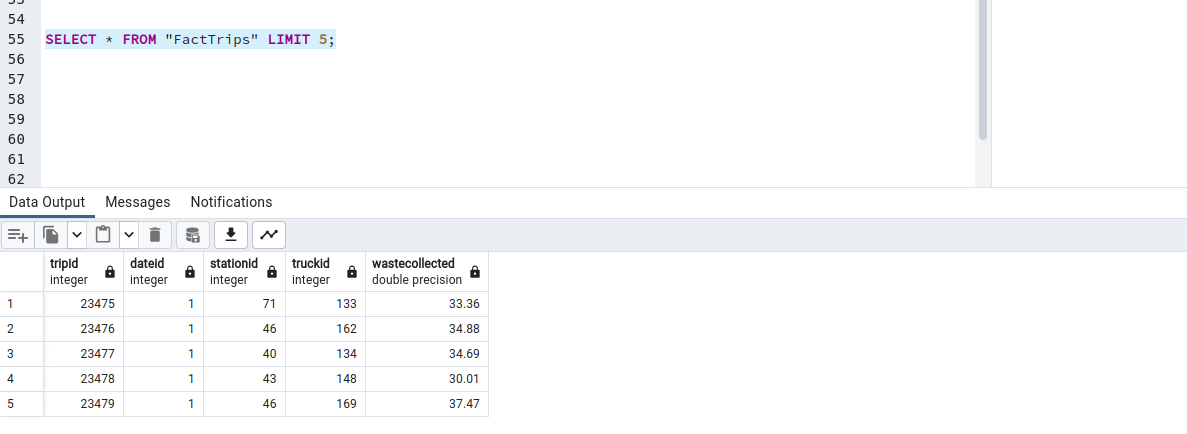 53
54
55 SELECT * FROM "FactTrips" LIMIT 5;
56
57
58
59
60
61
62
Data Output Messages Notifications
tripid dateid stationid truckid wastecollected
integer integer integer integer double precision
1 23475 1 71 133 33.36
2 23476 1 46 162 34.88
3 23477 1 40 134 34.69
4 23478 1 43 148 30.01
5 23479 1 46 169 37.47